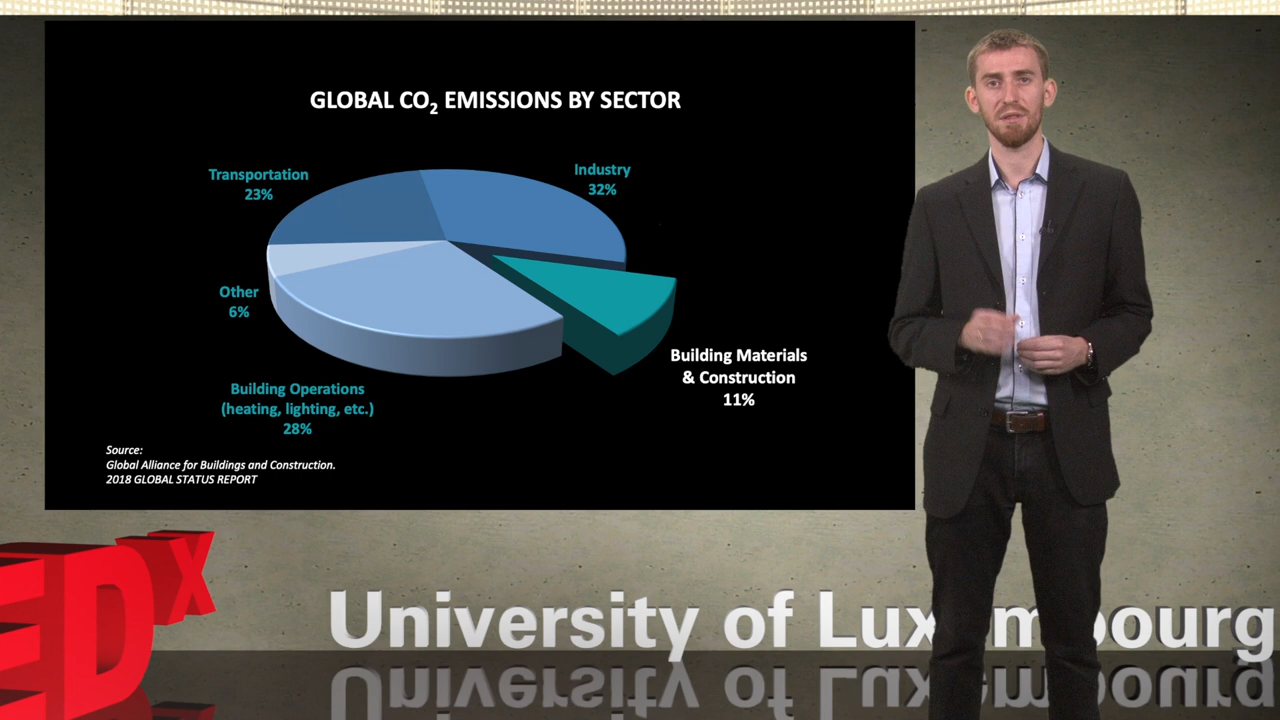 GLOBAL CO₂ EMISSIONS BY SECTOR
Transportation
23%
Industry
32%
Other
6%
Building Materials
& Construction
11%
Building Operations
(heating, lighting, etc.)
28%
Source:
Global Alliance for Buildings and Construction.
2018 GLOBAL STATUS REPORT
EDx
University of Luxembourg